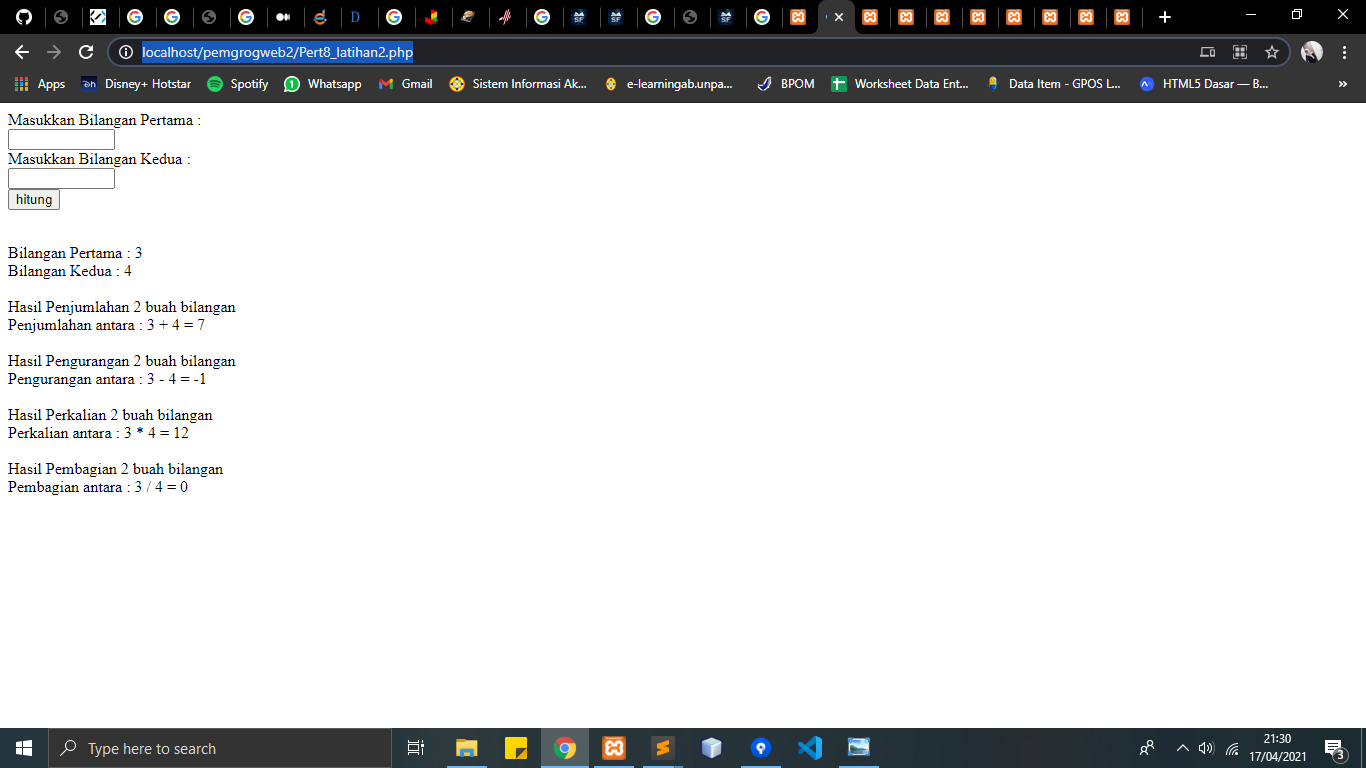 localhost/pemgrogweb2/Pert8_latihan2.php
Apps Disney+ Hotstar Spotify Whatsapp Gmail Sistem Informasi Ak... e-learningab.unpa... BPOM Worksheet Data Ent... Data Item - GPOS L... HTML5 Dasar — B... »
Masukkan Bilangan Pertama :
Masukkan Bilangan Kedua :
hitung
Bilangan Pertama : 3
Bilangan Kedua : 4
Hasil Penjumlahan 2 buah bilangan
Penjumlahan antara : 3 + 4 = 7
Hasil Pengurangan 2 buah bilangan
Pengurangan antara : 3 - 4 = -1
Hasil Perkalian 2 buah bilangan
Perkalian antara : 3 * 4 = 12
Hasil Pembagian 2 buah bilangan
Pembagian antara : 3 / 4 = 0
Type here to search
21:30
17/04/2021
3